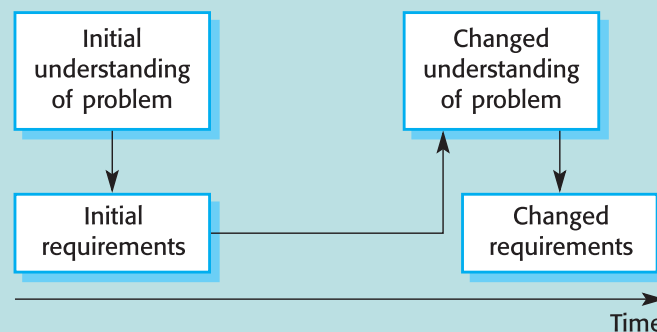 Initial
understanding
of problem
Changed
understanding
of problem
Initial
requirements
Changed
requirements
Time